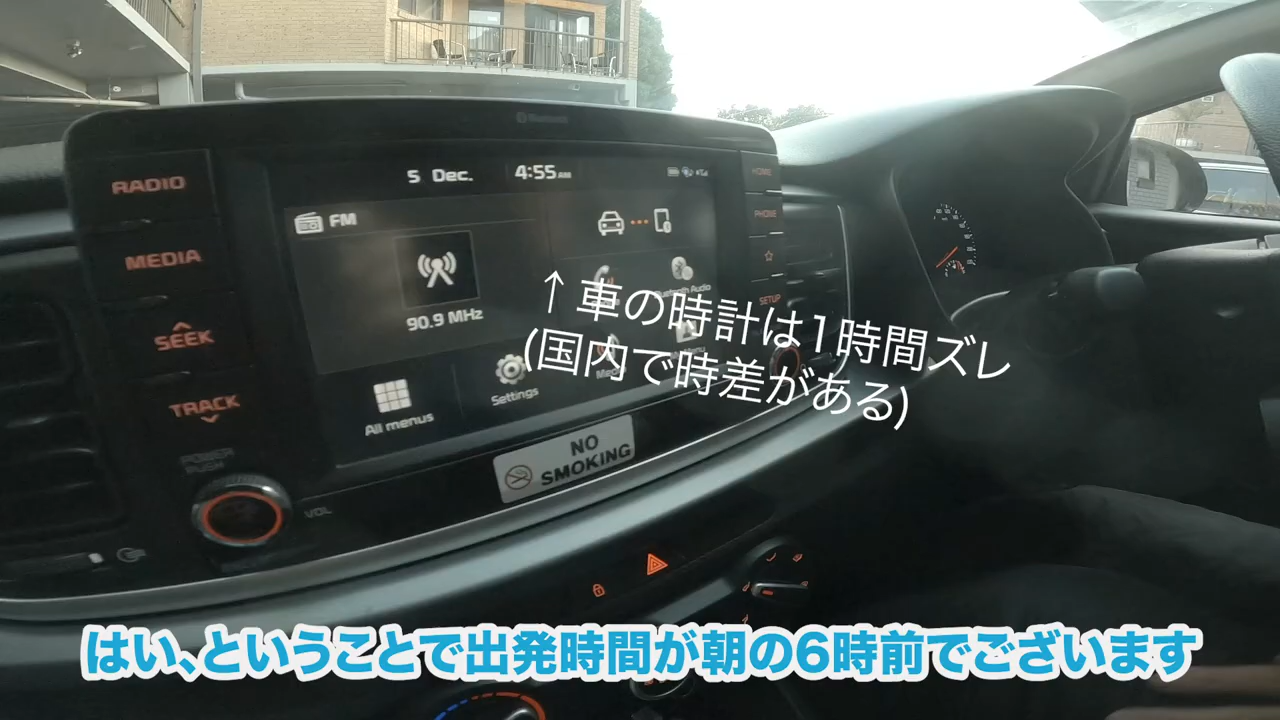 5 Dec. 4:55 AM
HOME
RADIO
FM
PHONE
MEDIA
Bluetooth Audio
SETUP
90.9 MHz
SEEK
↑車の時計は1時間ズレ
(国内で時差がある)
TRACK
All menus
Settings
POWER
PUSH
VOL
NO
SMOKING
はい、ということで出発時間が朝の6時前でございます